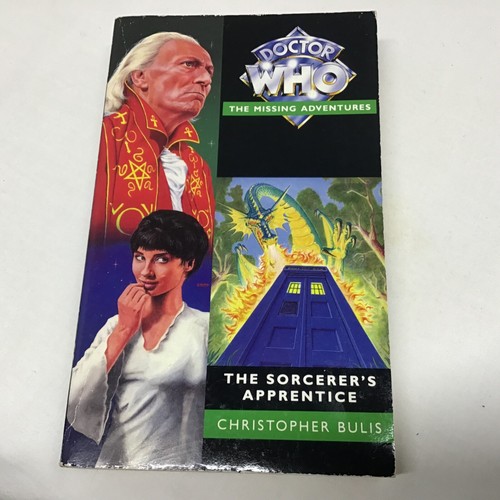 DOCTOR
WHO
THE MISSING ADVENTURES
THE SORCERER'S
APPRENTICE
CHRISTOPHER BULIS